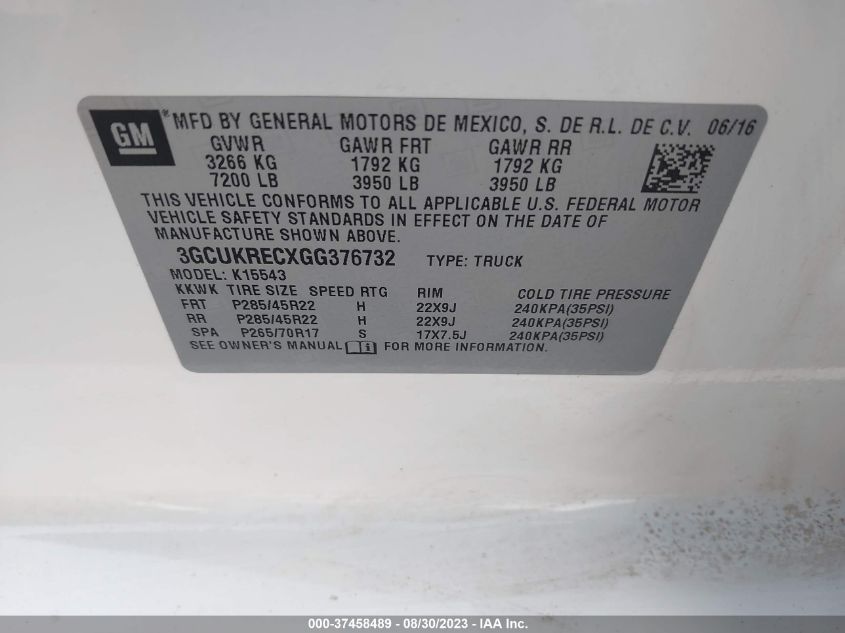 GM ® MFD BY GENERAL MOTORS DE MEXICO, S. DE R.L. DE C.V. 06/16
GVWR GAWR FRT GAWR RR
3266 KG 1792 KG 1792 KG
7200 LB 3950 LB 3950 LB
THIS VEHICLE CONFORMS TO ALL APPLICABLE U.S. FEDERAL MOTOR
VEHICLE SAFETY STANDARDS IN EFFECT ON THE DATE OF
MANUFACTURE SHOWN ABOVE.
3GCUKRECXGG376732 TYPE: TRUCK
MODEL: K15543
KKWK TIRE SIZE SPEED RTG RIM COLD TIRE PRESSURE
FRT P285/45R22 H 22X9J 240KPA(35PSI)
RR P285/45R22 H 22X9J 240KPA(35PSI)
SPA P265/70R17 S 17X7.5J 240KPA(35PSI)
SEE OWNER'S MANUAL FOR MORE INFORMATION.
000-37458489 - 08/30/2023 - IAA Inc.